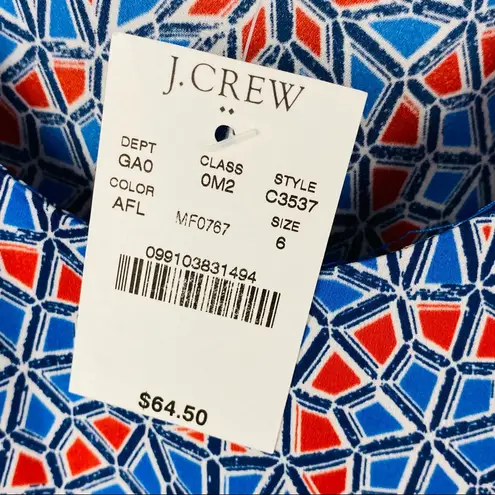 J.CREW
DEPT CLASS STYLE
GA0 0M2 C3537
COLOR SIZE
AFL MF0767 6
099103831494
$64.50